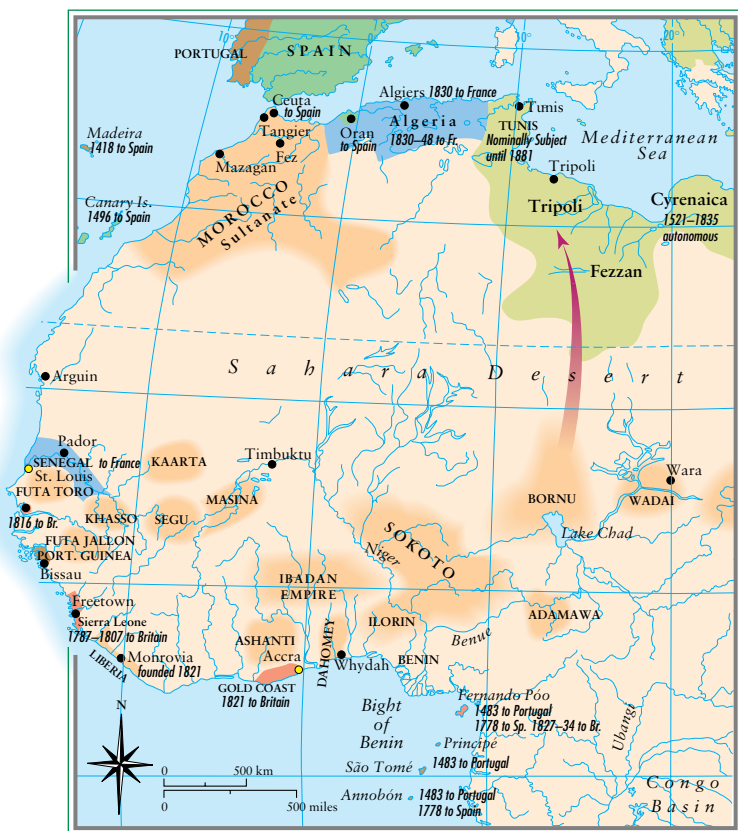 10°
0°
10°
20°
PORTUGAL
SPAIN
Ceuta
to Spain
Tangier
Fez
Mazagan
Algiers 1830 to France
Oran
to Spain
Algeria
1830–48 to Fr.
Tunis
TUNIS
Nominally Subject
until 1881
Mediterranean
Sea
Madeira
1418 to Spain
Canary Is.
1496 to Spain
MOROCCO
Sultanate
Tripoli
Tripoli
Cyrenaica
1521–1835
autonomous
Fezzan
Sahara Desert
Arguin
Pador
SENEGAL to France
St. Louis
FUTA TORO
1816 to Br.
KAARTA
Timbuktu
MASINA
KHASSO
SEGU
FUTA JALLON
PORT. GUINEA
Bissau
BORNU
Wara
WADAI
Lake Chad
SOKOTO
Niger
IBADAN
EMPIRE
ILORIN
ADAMAWA
Benue
Freetown
Sierra Leone
1787–1807 to Britain
LIBERIA
Monrovia
founded 1821
ASHANTI
Accra
DAHOMEY
Whydah
BENIN
GOLD COAST
1821 to Britain
Bight
of
Benin
Fernando Póo
1483 to Portugal
1778 to Sp. 1827–34 to Br.
Principé
São Tomé
1483 to Portugal
Annobón
1483 to Portugal
1778 to Spain
Ubangi
Congo
Basin
N
0 500 km
0 500 miles